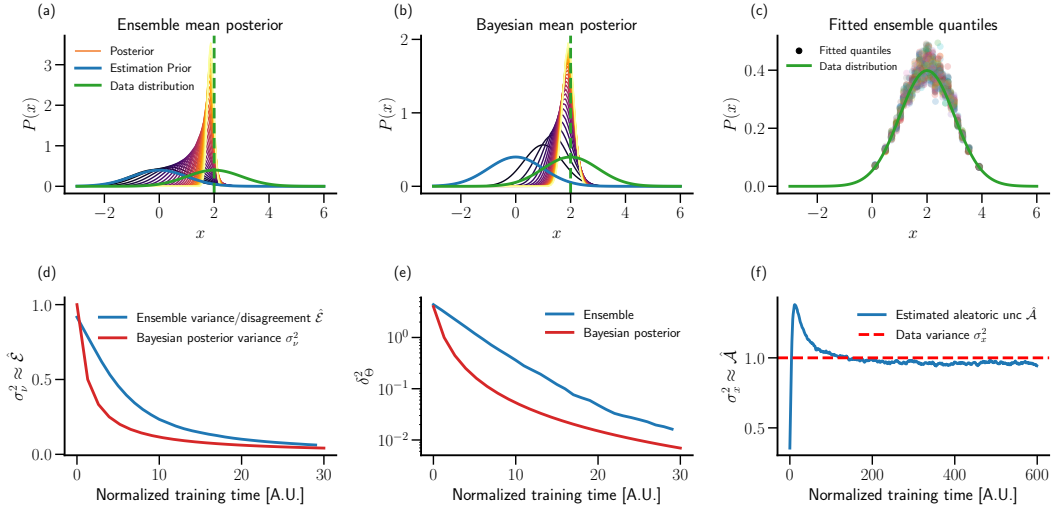 (a)
Ensemble mean posterior
Posterior
Estimation Prior
Data distribution
P(x)
3
2
1
0
−2
0
2
4
6
x
(b)
Bayesian mean posterior
P(x)
2
1
0
−2
0
2
4
6
x
(c)
Fitted ensemble quantiles
Fitted quantiles
Data distribution
P(x)
0.4
0.2
0.0
−2
0
2
4
6
x
(d)
Ensemble variance/disagreement ℰ̂
Bayesian posterior variance σ²_ν
σ²_ν ≈ ℰ̂
1.0
0.5
0.0
0
10
20
30
Normalized training time [A.U.]
(e)
Ensemble
Bayesian posterior
δ²_Θ
10⁰
10⁻¹
10⁻²
0
10
20
30
Normalized training time [A.U.]
(f)
Estimated aleatoric unc 𝒜̂
Data variance σ²_x
σ²_x ≈ 𝒜̂
1.0
0.5
0
200
400
600
Normalized training time [A.U.]